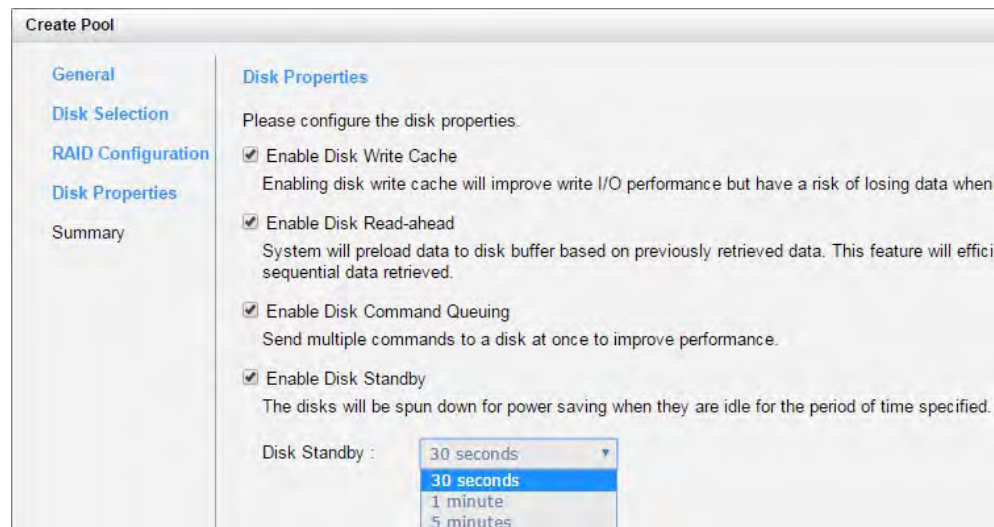 Create Pool
General
Disk Selection
RAID Configuration
Disk Properties
Summary
Disk Properties
Please configure the disk properties.
Enable Disk Write Cache
Enabling disk write cache will improve write I/O performance but have a risk of losing data when
Enable Disk Read-ahead
System will preload data to disk buffer based on previously retrieved data. This feature will effici
sequential data retrieved.
Enable Disk Command Queuing
Send multiple commands to a disk at once to improve performance.
Enable Disk Standby
The disks will be spun down for power saving when they are idle for the period of time specified.
Disk Standby :
30 seconds
30 seconds
1 minute
5 minutes